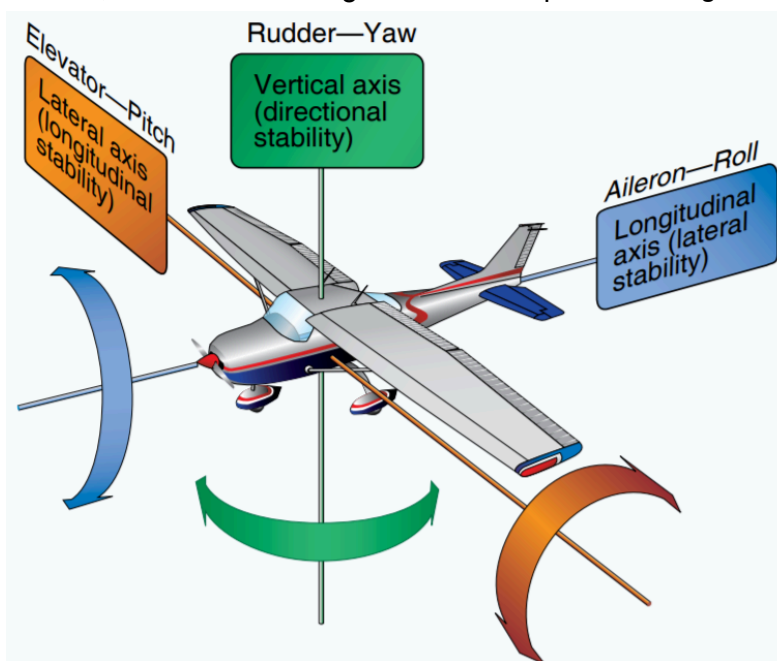 Rudder—Yaw
Elevator—Pitch
Lateral axis
(longitudinal
stability)
Vertical axis
(directional
stability)
Aileron—Roll
Longitudinal
axis (lateral
stability)